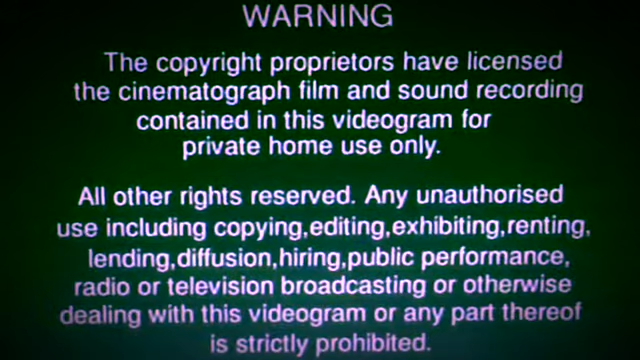 WARNING
The copyright proprietors have licensed
the cinematograph film and sound recording
contained in this videogram for
private home use only.
All other rights reserved. Any unauthorised
use including copying,editing,exhibiting,renting,
lending,diffusion,hiring,public performance,
radio or television broadcasting or otherwise
dealing with this videogram or any part thereof
is strictly prohibited.